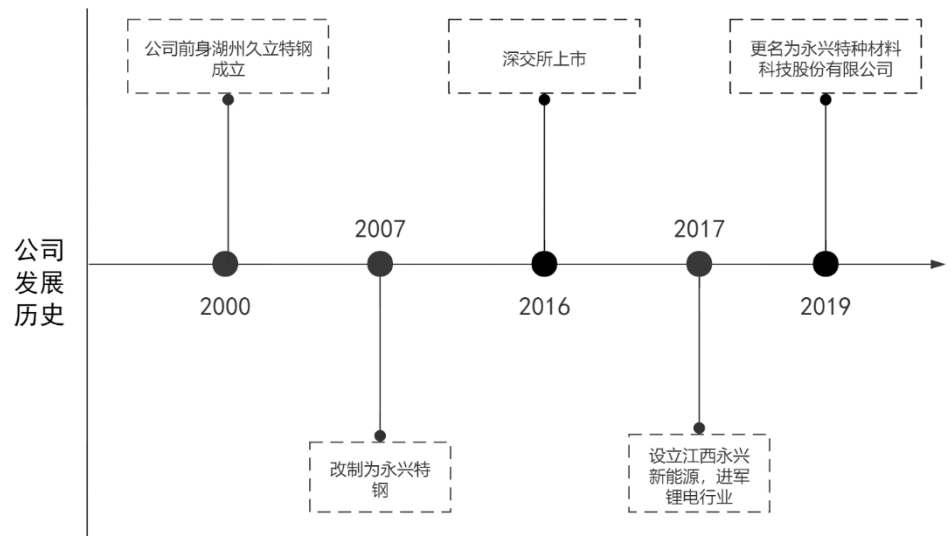 公司前身湖州久立特钢
成立
深交所上市
更名为永兴特种材料
科技股份有限公司
公司
发展
历史
2007
2017
2000
2016
2019
改制为永兴特
钢
设立江西永兴
新能源，进军
锂电行业